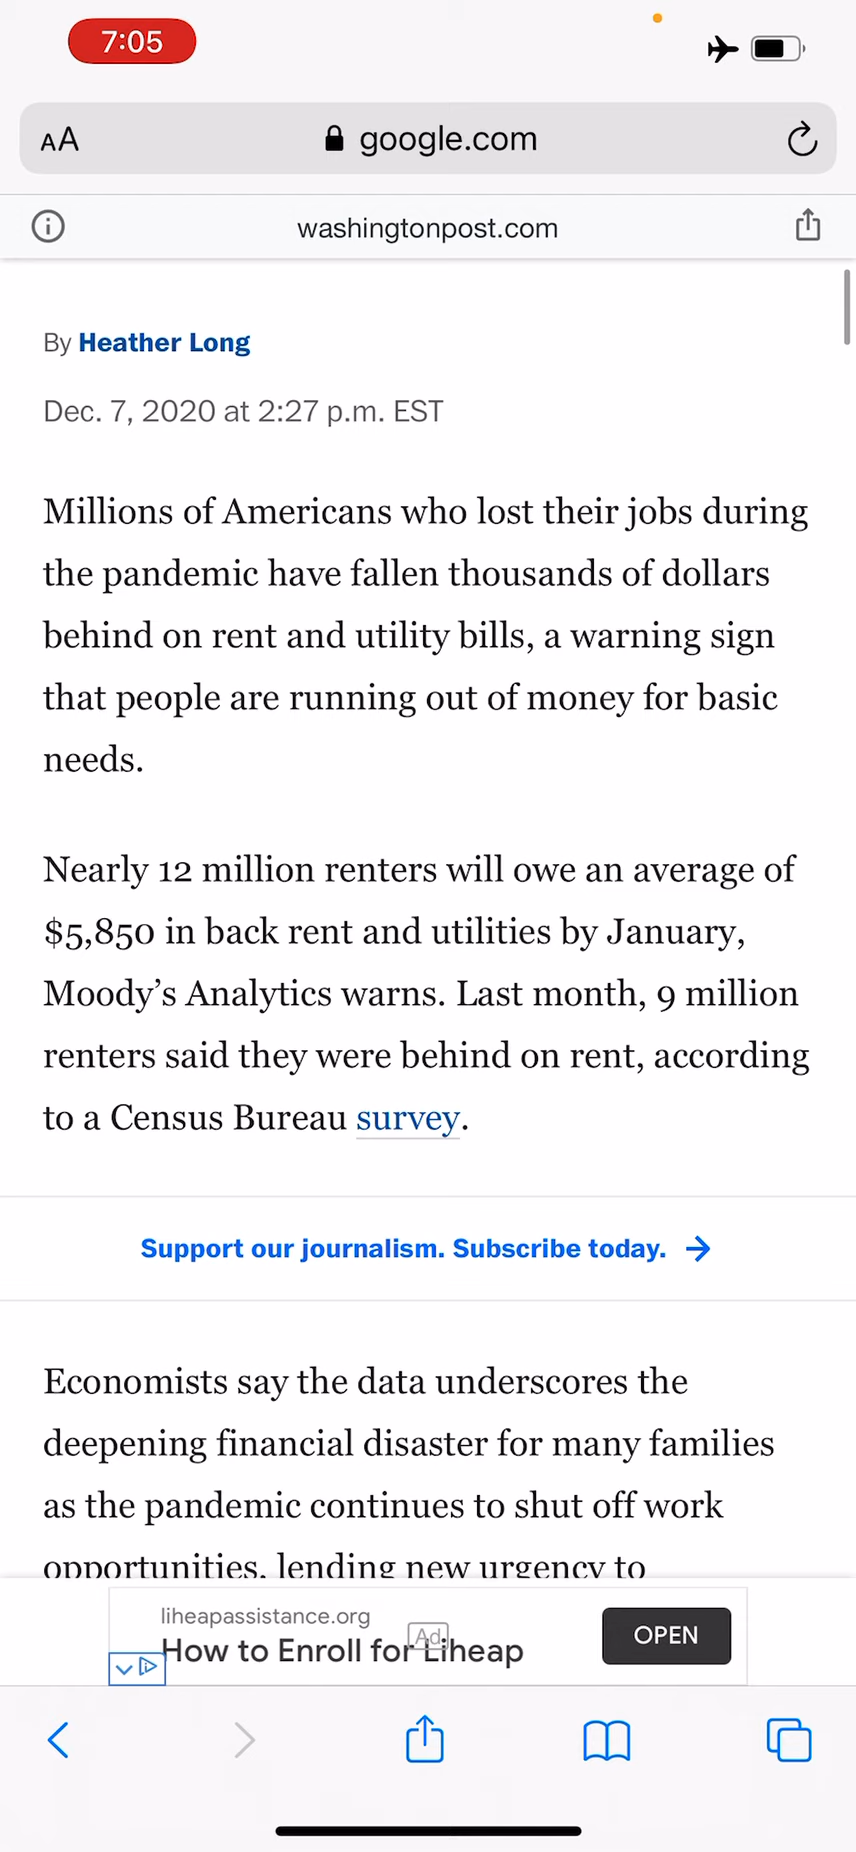 7:05
AA google.com
washingtonpost.com
By Heather Long
Dec. 7, 2020 at 2:27 p.m. EST
Millions of Americans who lost their jobs during
the pandemic have fallen thousands of dollars
behind on rent and utility bills, a warning sign
that people are running out of money for basic
needs.
Nearly 12 million renters will owe an average of
$5,850 in back rent and utilities by January,
Moody’s Analytics warns. Last month, 9 million
renters said they were behind on rent, according
to a Census Bureau survey.
Support our journalism. Subscribe today. →
Economists say the data underscores the
deepening financial disaster for many families
as the pandemic continues to shut off work
opportunities, lending new urgency to
liheapassistance.org
Ad
How to Enroll for Liheap
OPEN